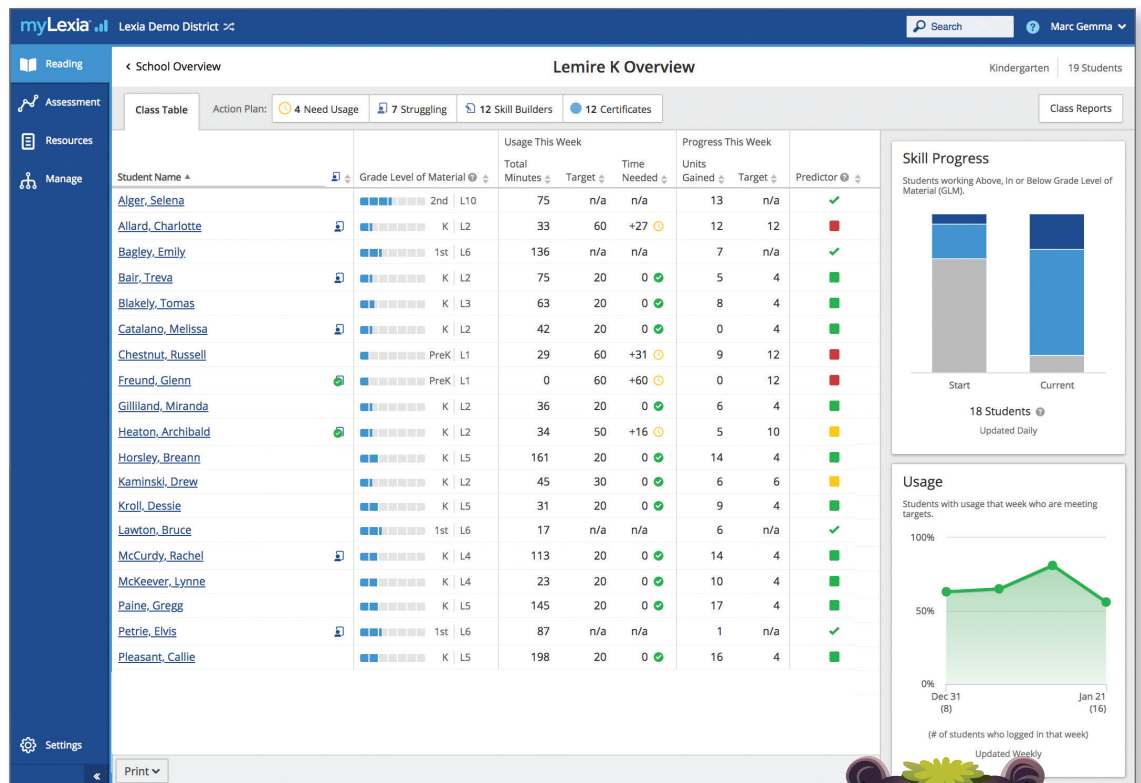 myLexia Lexia Demo District Search ? Marc Gemma
Reading
Assessment
Resources
Manage
Settings
«
< School Overview Lemire K Overview Kindergarten 19 Students
Class Table Action Plan: 4 Need Usage 7 Struggling 12 Skill Builders 12 Certificates Class Reports
Usage This Week Progress This Week
Student Name Grade Level of Material ? Total Minutes Target Time Needed Units Gained Target Predictor ?
Alger, Selena 2nd L10 75 n/a n/a 13 n/a
Allard, Charlotte K L2 33 60 +27 12 12
Bagley, Emily 1st L6 136 n/a n/a 7 n/a
Bair, Treva K L2 75 20 0 5 4
Blakely, Tomas K L3 63 20 0 8 4
Catalano, Melissa K L2 42 20 0 0 4
Chestnut, Russell PreK L1 29 60 +31 9 12
Freund, Glenn PreK L1 0 60 +60 0 12
Gilliland, Miranda K L2 36 20 0 6 4
Heaton, Archibald K L2 34 50 +16 5 10
Horsley, Breann K L5 161 20 0 14 4
Kaminski, Drew K L2 45 30 0 6 6
Kroll, Dessie K L5 31 20 0 9 4
Lawton, Bruce 1st L6 17 n/a n/a 6 n/a
McCurdy, Rachel K L4 113 20 0 14 4
McKeever, Lynne K L4 23 20 0 10 4
Paine, Gregg K L5 145 20 0 17 4
Petrie, Elvis 1st L6 87 n/a n/a 1 n/a
Pleasant, Callie K L5 198 20 0 16 4
Print
Skill Progress
Students working Above, In or Below Grade Level of
Material (GLM).
Start Current
18 Students ?
Updated Daily
Usage
Students with usage that week who are meeting
targets.
100%
50%
0%
Dec 31 Jan 21
(8) (16)
(# of students who logged in that week)
Updated Weekly